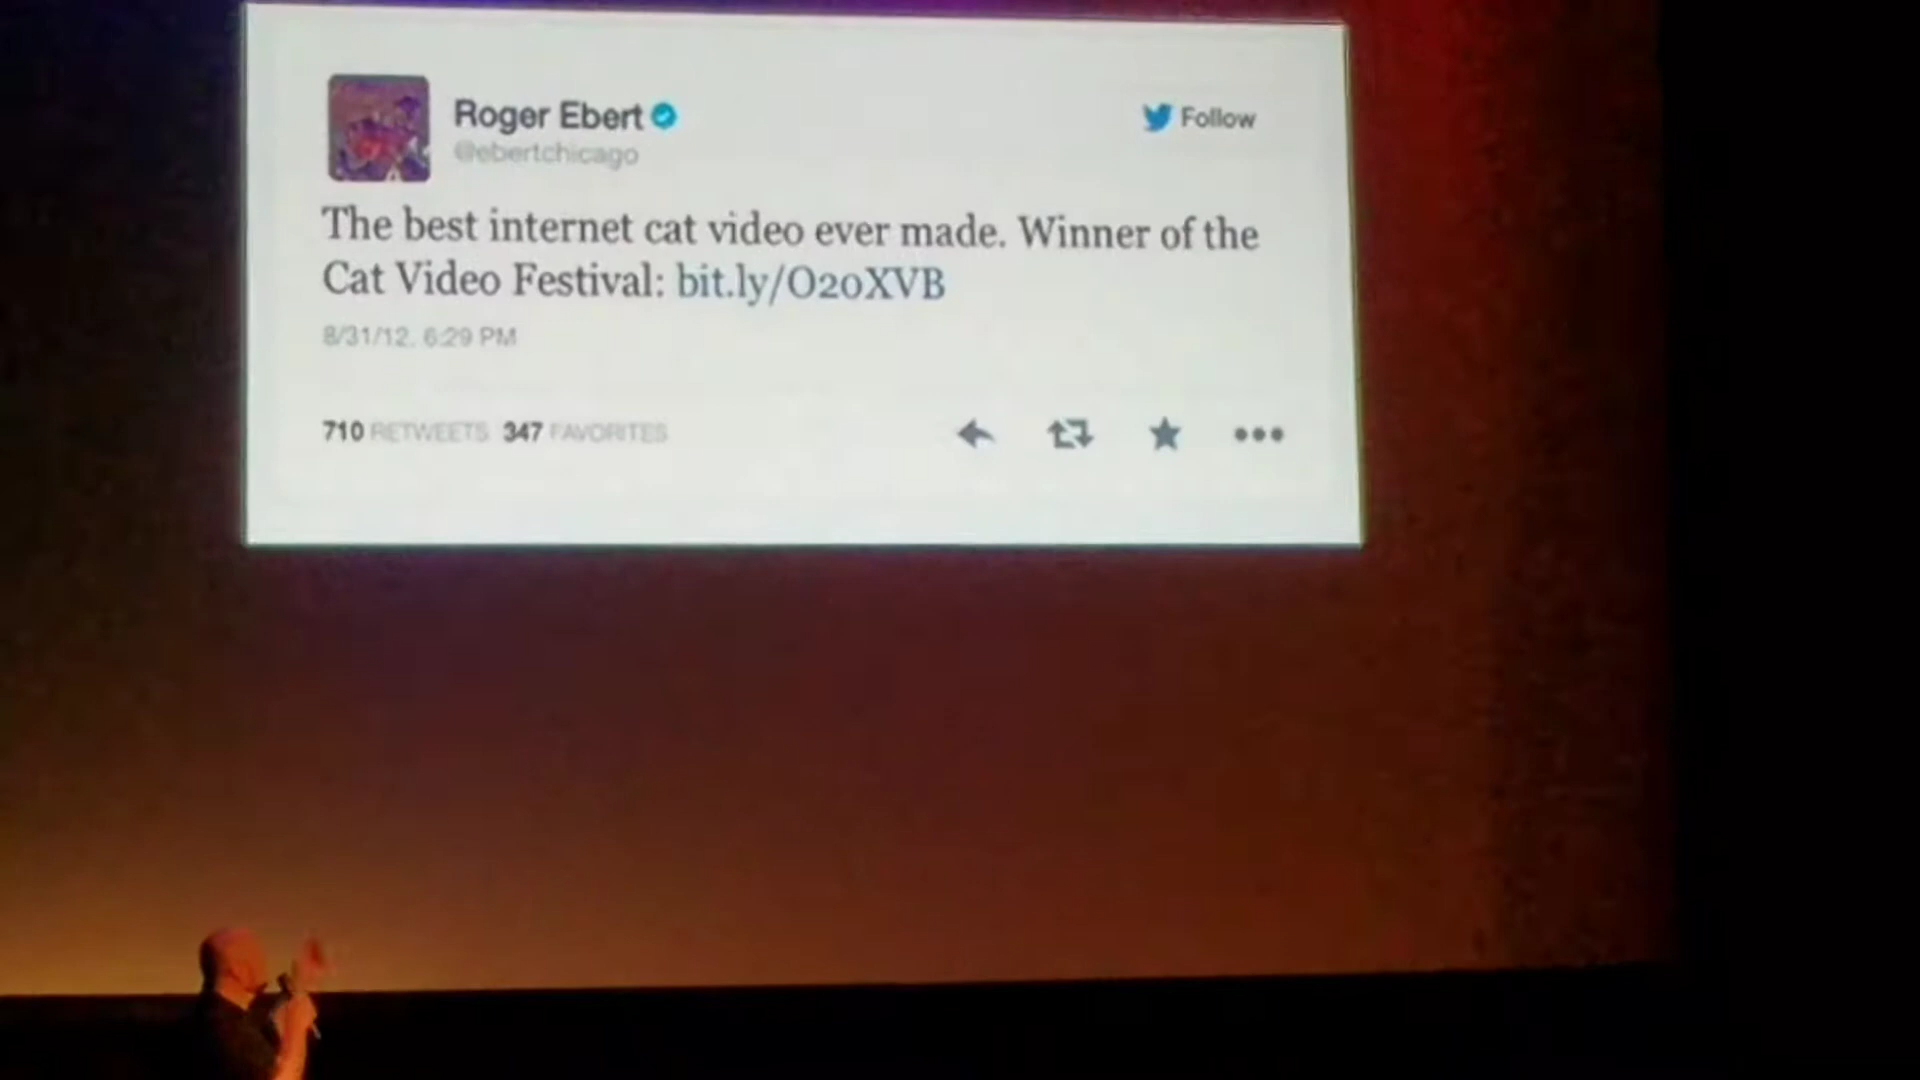 Roger Ebert
Follow
@ebertchicago
The best internet cat video ever made. Winner of the
Cat Video Festival: bit.ly/O20XVB
8/31/12, 6:29 PM
710 RETWEETS 347 FAVORITES